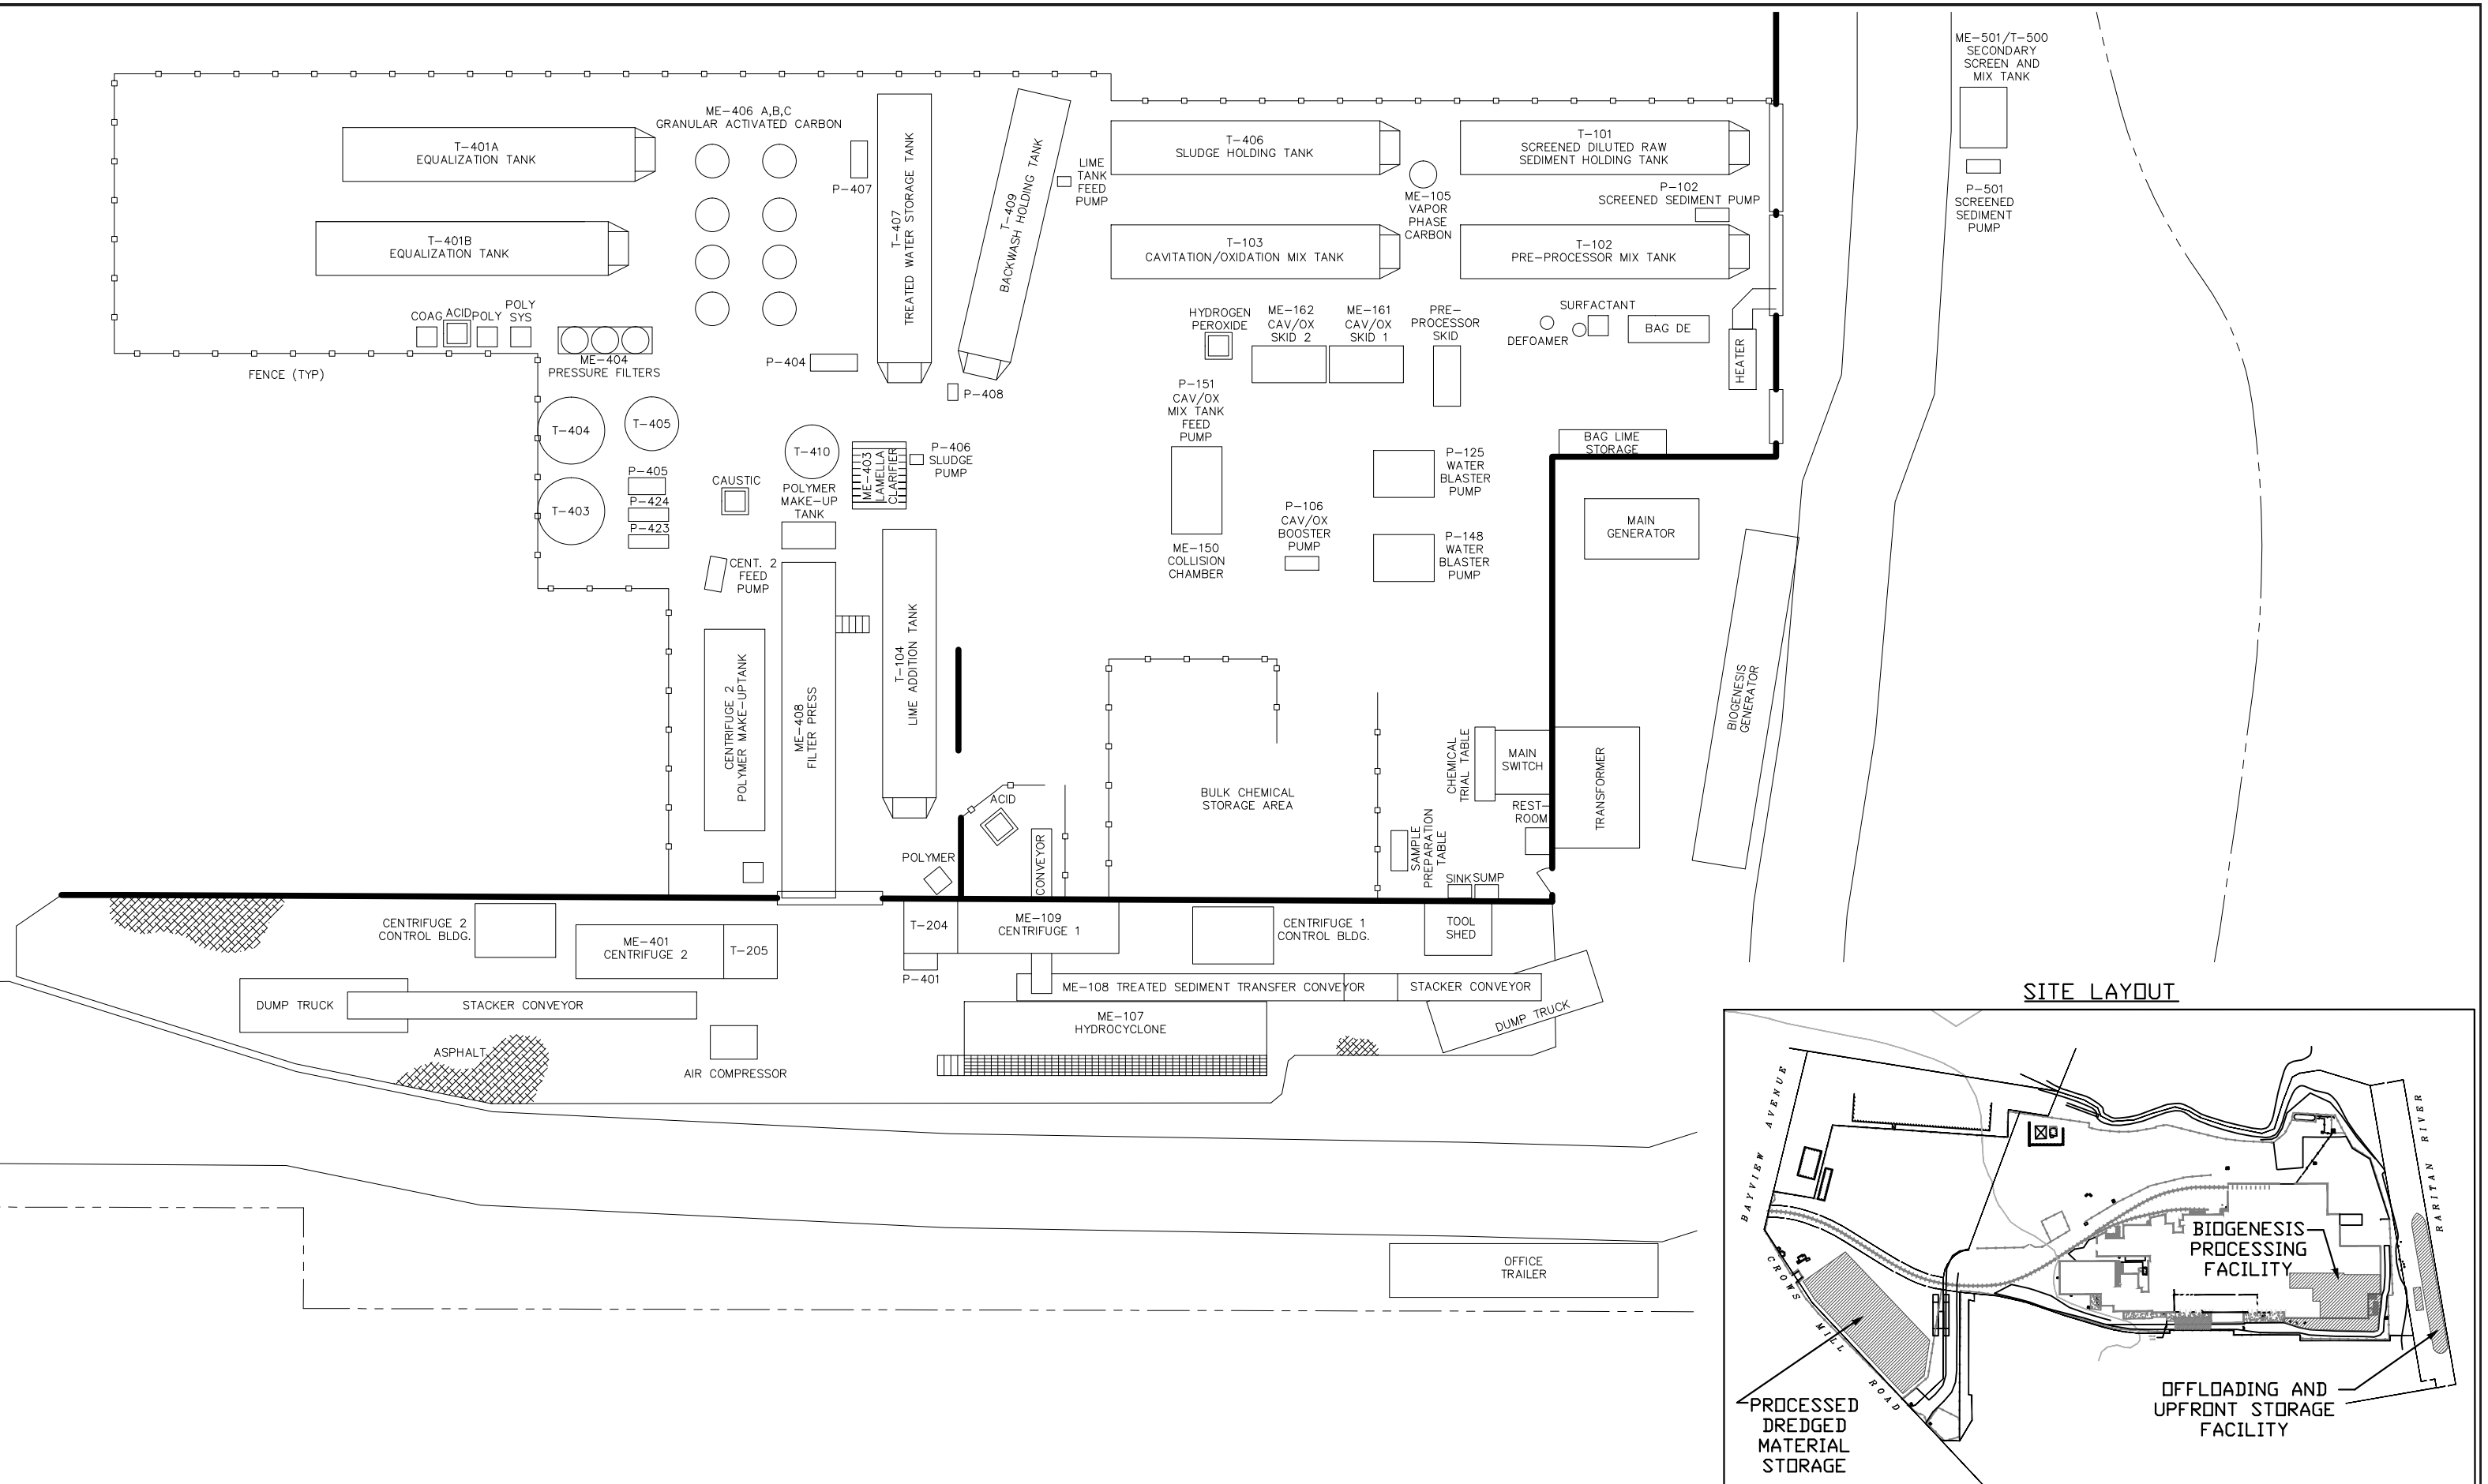 ME-501/T-500
SECONDARY
SCREEN AND
MIX TANK
P-501
SCREENED
SEDIMENT
PUMP
ME-406 A,B,C
GRANULAR ACTIVATED CARBON
T-401A
EQUALIZATION TANK
T-401B
EQUALIZATION TANK
P-407
T-407
TREATED WATER STORAGE TANK
T-409
BACKWASH HOLDING TANK
LIME
TANK
FEED
PUMP
T-406
SLUDGE HOLDING TANK
ME-105
VAPOR
PHASE
CARBON
T-101
SCREENED DILUTED RAW
SEDIMENT HOLDING TANK
P-102
SCREENED SEDIMENT PUMP
T-103
CAVITATION/OXIDATION MIX TANK
T-102
PRE-PROCESSOR MIX TANK
COAG
ACID
POLY
POLY
SYS
ME-404
PRESSURE FILTERS
FENCE (TYP)
P-404
P-408
HYDROGEN
PEROXIDE
ME-162
CAV/OX
SKID 2
ME-161
CAV/OX
SKID 1
PRE-
PROCESSOR
SKID
SURFACTANT
DEFOAMER
BAG DE
HEATER
T-404
T-405
T-403
P-405
P-424
P-423
T-410
POLYMER
MAKE-UP
TANK
ME-403
LAMELLA
CLARIFIER
P-406
SLUDGE
PUMP
CAUSTIC
CENT. 2
FEED
PUMP
P-151
CAV/OX
MIX TANK
FEED
PUMP
ME-150
COLLISION
CHAMBER
P-106
CAV/OX
BOOSTER
PUMP
P-125
WATER
BLASTER
PUMP
P-148
WATER
BLASTER
PUMP
BAG LIME
STORAGE
MAIN
GENERATOR
BIOGENESIS
GENERATOR
CENTRIFUGE 2
POLYMER MAKE-UPTANK
ME-408
FILTER PRESS
T-104
LIME ADDITION TANK
ACID
POLYMER
CONVEYOR
BULK CHEMICAL
STORAGE AREA
CHEMICAL
TRIAL TABLE
MAIN
SWITCH
REST-
ROOM
TRANSFORMER
SAMPLE
PREPARATION
TABLE
SINK
SUMP
CENTRIFUGE 2
CONTROL BLDG.
ME-401
CENTRIFUGE 2
T-205
T-204
ME-109
CENTRIFUGE 1
P-401
CENTRIFUGE 1
CONTROL BLDG.
TOOL
SHED
DUMP TRUCK
STACKER CONVEYOR
ME-108 TREATED SEDIMENT TRANSFER CONVEYOR
STACKER CONVEYOR
DUMP TRUCK
ME-107
HYDROCYCLONE
ASPHALT
AIR COMPRESSOR
OFFICE
TRAILER
SITE LAYOUT
BAYVIEW AVENUE
CROWS MILL ROAD
RARITAN RIVER
BIOGENESIS
PROCESSING
FACILITY
PROCESSED
DREDGED
MATERIAL
STORAGE
OFFLOADING AND
UPFRONT STORAGE
FACILITY